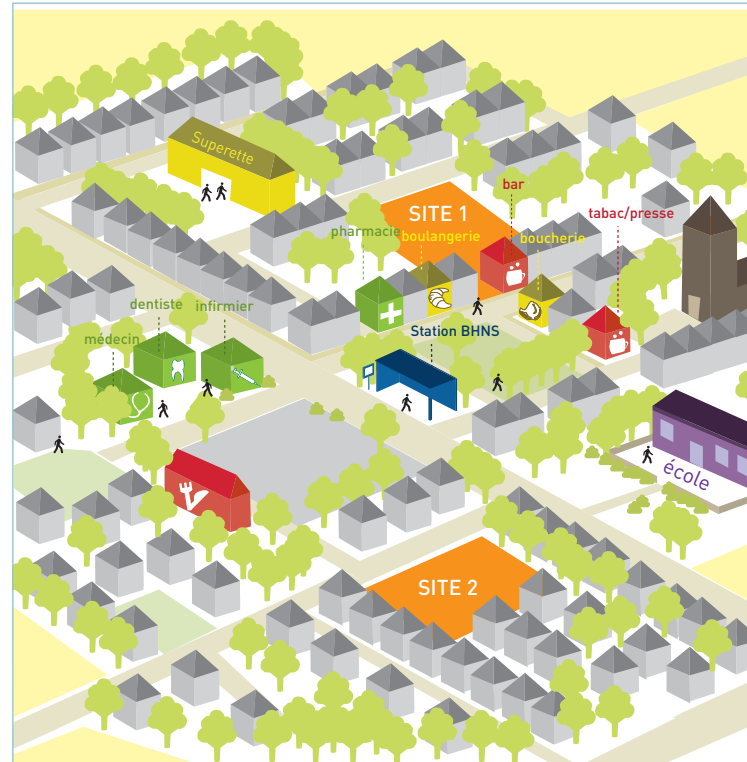 Superette
SITE 1
bar
tabac/presse
pharmacie
boulangerie
boucherie
dentiste
infirmier
Station BHNS
médecin
école
SITE 2